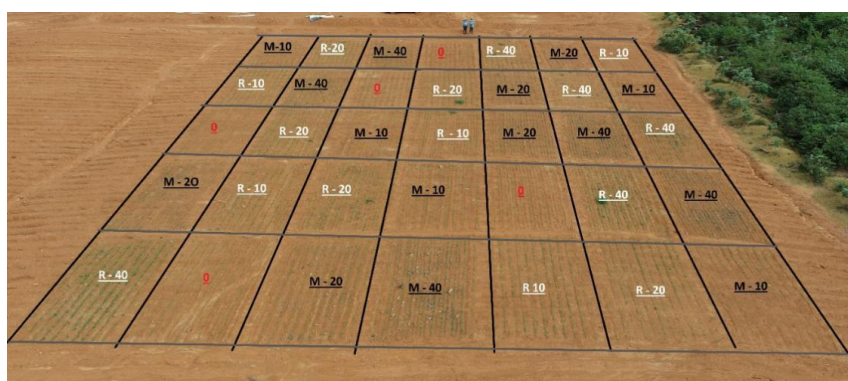 M-10 R-20 M - 40 0 R - 40 M-20 R - 10
R -10 M - 40 0 R - 20 M - 20 R - 40 M - 10
0 R - 20 M - 10 R - 10 M - 20 M - 40 R - 40
M - 2O R - 10 R - 20 M - 10 0 R - 40 M - 40
R - 40 0 M - 20 M - 40 R 10 R - 20 M - 10